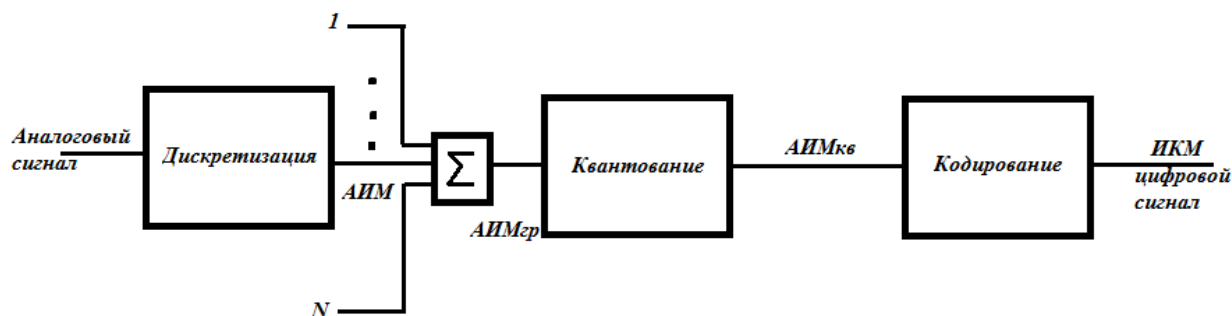 1
Аналоговый
сигнал
Дискретизация
АИМ
Σ
АИМгр
Квантование
АИМкв
Кодирование
ИКМ
цифровой
сигнал
N